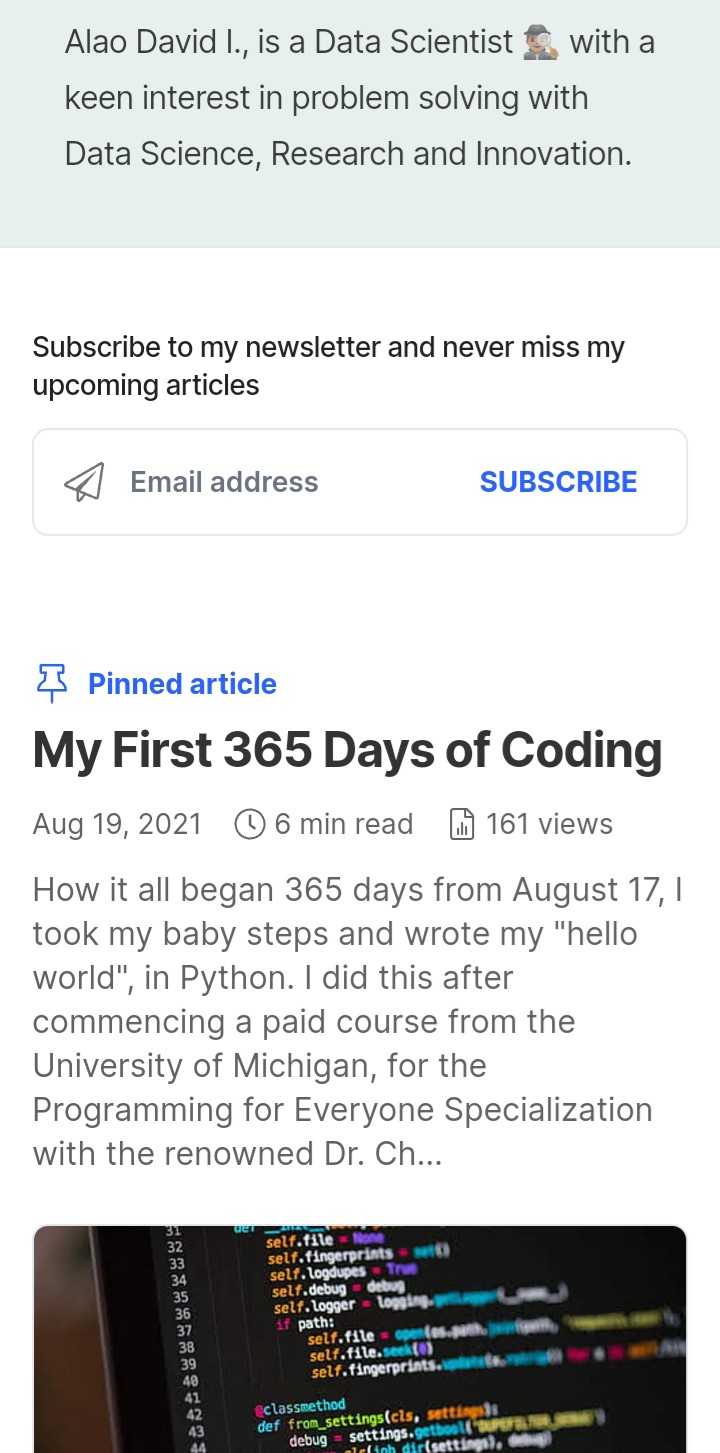 Alao David I., is a Data Scientist 🕵🏼 with a
keen interest in problem solving with
Data Science, Research and Innovation.
Subscribe to my newsletter and never miss my
upcoming articles
Email address SUBSCRIBE
Pinned article
My First 365 Days of Coding
Aug 19, 2021 6 min read 161 views
How it all began 365 days from August 17, I
took my baby steps and wrote my "hello
world", in Python. I did this after
commencing a paid course from the
University of Michigan, for the
Programming for Everyone Specialization
with the renowned Dr. Ch...
31 def __init__(
32 self.file = None
33 self.fingerprints = set()
34 self.logdupes = True
35 self.debug = debug
36 self.logger = logging.
37 if path:
38 self.file = open(os.path.join(path,
39 self.file.seek(0)
40 self.fingerprints.update(
41
42 @classmethod
43 def from_settings(cls, settings):
44 debug = settings.getbool(
(job_dir(settings), debug)